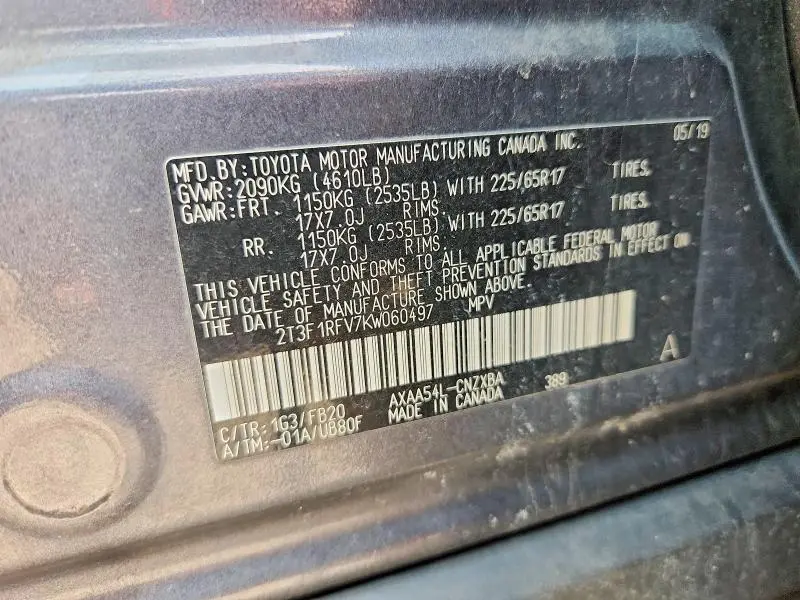 MFD.BY:TOYOTA MOTOR MANUFACTURING CANADA INC. 05/19
GVWR:2090KG (4610LB)
GAWR:FRT. 1150KG (2535LB) WITH 225/65R17 TIRES,
17X7.0J RIMS.
RR. 1150KG (2535LB) WITH 225/65R17 TIRES,
17X7.0J RIMS.
THIS VEHICLE CONFORMS TO ALL APPLICABLE FEDERAL MOTOR
VEHICLE SAFETY AND THEFT PREVENTION STANDARDS IN EFFECT ON
THE DATE OF MANUFACTURE SHOWN ABOVE.
2T3F1RFV7KW060497 MPV
A
C/TR:1G3/FB20 AXAA54L-CNZXBA 389
A/TM:-01A/UB80F MADE IN CANADA